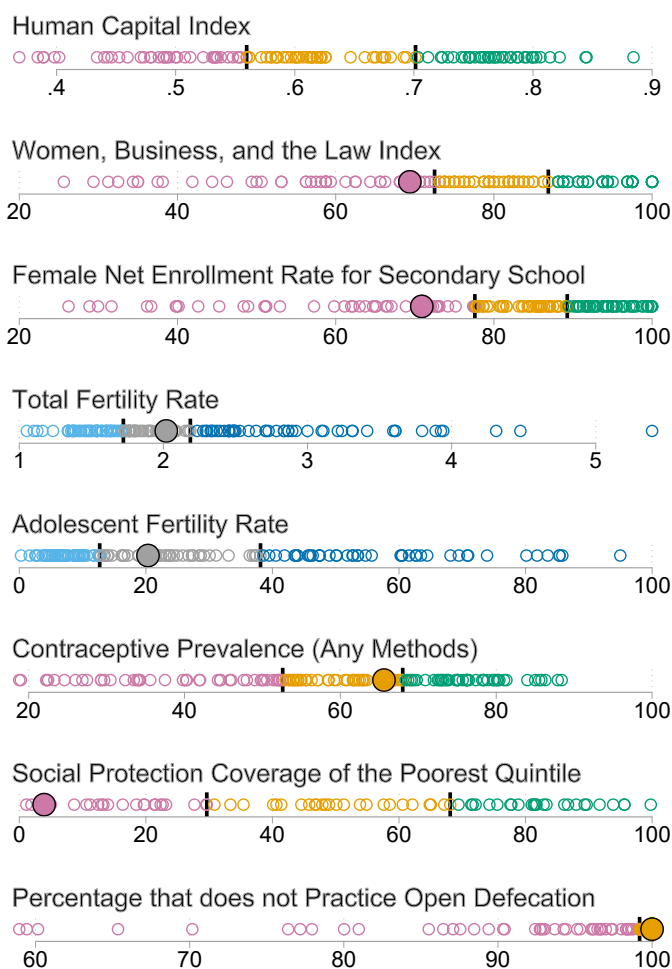 Human Capital Index
.4 .5 .6 .7 .8 .9
Women, Business, and the Law Index
20 40 60 80 100
Female Net Enrollment Rate for Secondary School
20 40 60 80 100
Total Fertility Rate
1 2 3 4 5
Adolescent Fertility Rate
0 20 40 60 80 100
Contraceptive Prevalence (Any Methods)
20 40 60 80 100
Social Protection Coverage of the Poorest Quintile
0 20 40 60 80 100
Percentage that does not Practice Open Defecation
60 70 80 90 100